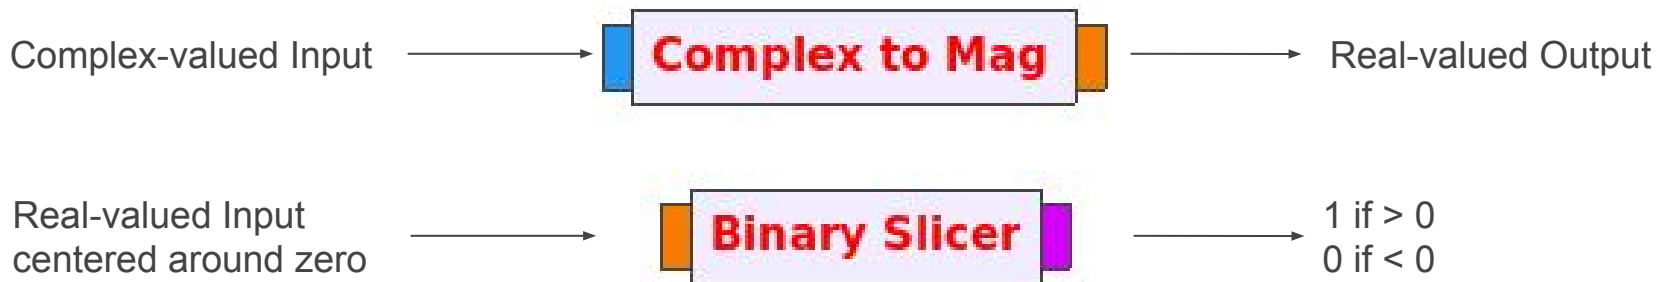 Complex-valued Input
Complex to Mag
Real-valued Output
Real-valued Input
centered around zero
Binary Slicer
1 if > 0
0 if < 0